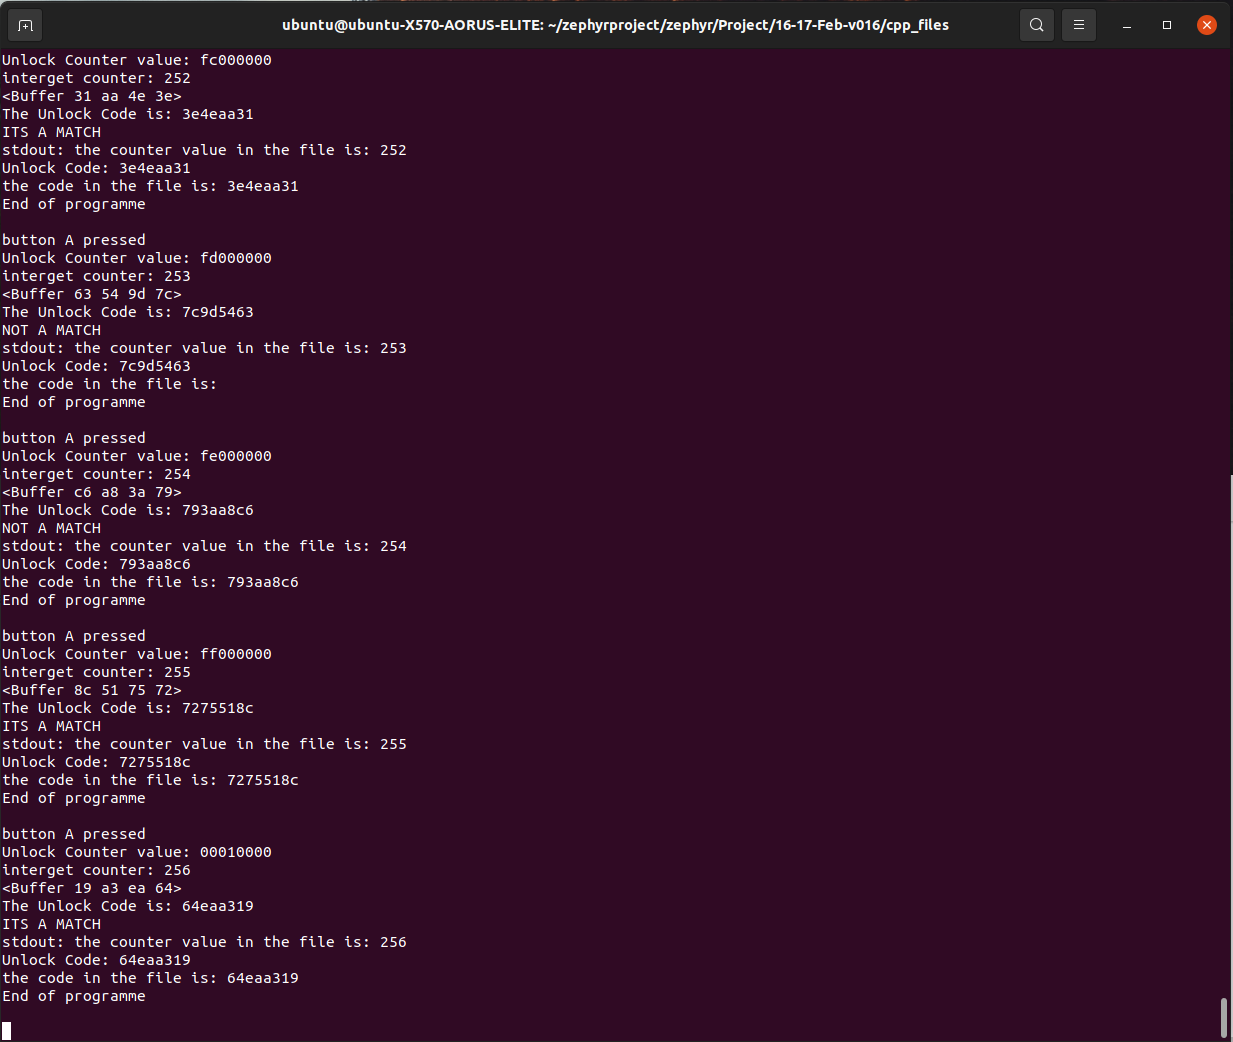 ubuntu@ubuntu-X570-AORUS-ELITE: ~/zephyrproject/zephyr/Project/16-17-Feb-v016/cpp_files
Unlock Counter value: fc000000
interget counter: 252
<Buffer 31 aa 4e 3e>
The Unlock Code is: 3e4eaa31
ITS A MATCH
stdout: the counter value in the file is: 252
Unlock Code: 3e4eaa31
the code in the file is: 3e4eaa31
End of programme
button A pressed
Unlock Counter value: fd000000
interget counter: 253
<Buffer 63 54 9d 7c>
The Unlock Code is: 7c9d5463
NOT A MATCH
stdout: the counter value in the file is: 253
Unlock Code: 7c9d5463
the code in the file is:
End of programme
button A pressed
Unlock Counter value: fe000000
interget counter: 254
<Buffer c6 a8 3a 79>
The Unlock Code is: 793aa8c6
NOT A MATCH
stdout: the counter value in the file is: 254
Unlock Code: 793aa8c6
the code in the file is: 793aa8c6
End of programme
button A pressed
Unlock Counter value: ff000000
interget counter: 255
<Buffer 8c 51 75 72>
The Unlock Code is: 7275518c
ITS A MATCH
stdout: the counter value in the file is: 255
Unlock Code: 7275518c
the code in the file is: 7275518c
End of programme
button A pressed
Unlock Counter value: 00010000
interget counter: 256
<Buffer 19 a3 ea 64>
The Unlock Code is: 64eaa319
ITS A MATCH
stdout: the counter value in the file is: 256
Unlock Code: 64eaa319
the code in the file is: 64eaa319
End of programme